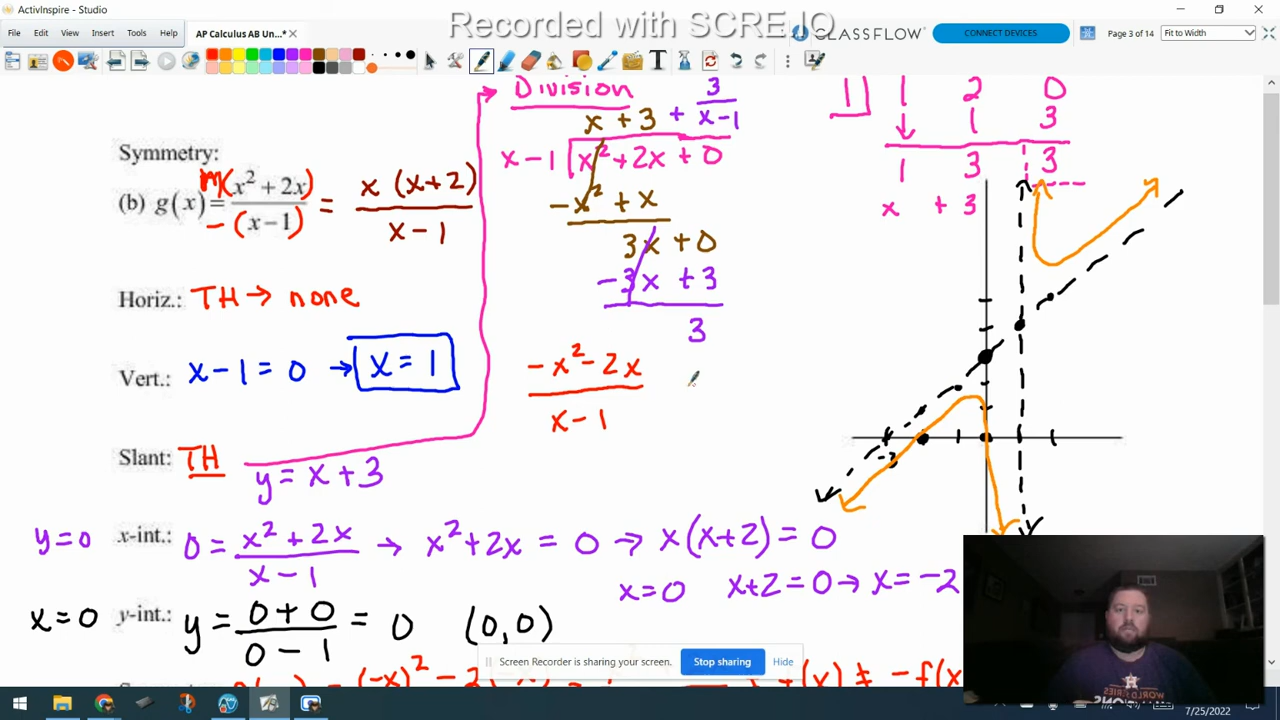 ActivInspire - Studio
Recorded with SCRE.IO
File Edit View Insert Tools Help
AP Calculus AB Un...*
CLASSFLOW
CONNECT DEVICES
Page 3 of 14
Fit to Width
Division
x + 3 + 3/(x-1)
x - 1 x² + 2x + 0
-x² + x
3x + 0
-3x + 3
3
1 1 2 0
1 3
1 3 3
x + 3
Symmetry:
(b) g(x) = (x² + 2x)/-(x - 1) = x (x+2)/x - 1
Horiz.: TH → none
Vert.: x - 1 = 0 → x = 1
-x² - 2x
x - 1
-3
Slant: TH
y = x + 3
y=0 x-int.: 0 = x² + 2x/x - 1 → x² + 2x = 0 → x(x+2) = 0
x=0 x+2=0 → x = -2
x=0 y-int.: y = 0 + 0/0 - 1 = 0 (0,0)
Screen Recorder is sharing your screen.
Stop sharing
Hide
7/25/2022